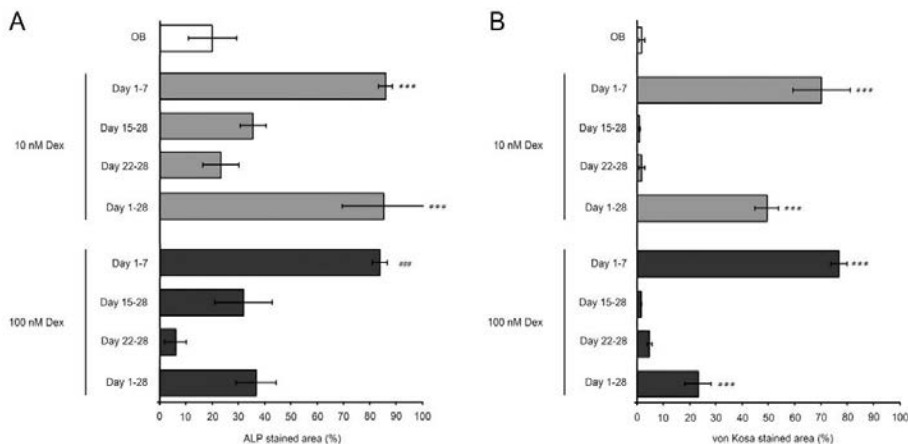 A
OB
Day 1-7 ###
Day 15-28
10 nM Dex
Day 22-28
Day 1-28 ###
Day 1-7 ###
Day 15-28
100 nM Dex
Day 22-28
Day 1-28
0 10 20 30 40 50 60 70 80 90 100
ALP stained area (%)
B
OB
Day 1-7 ###
Day 15-28
10 nM Dex
Day 22-28
Day 1-28 ###
Day 1-7 ###
Day 15-28
100 nM Dex
Day 22-28
Day 1-28 ###
0 10 20 30 40 50 60 70 80 90 100
von Kosa stained area (%)